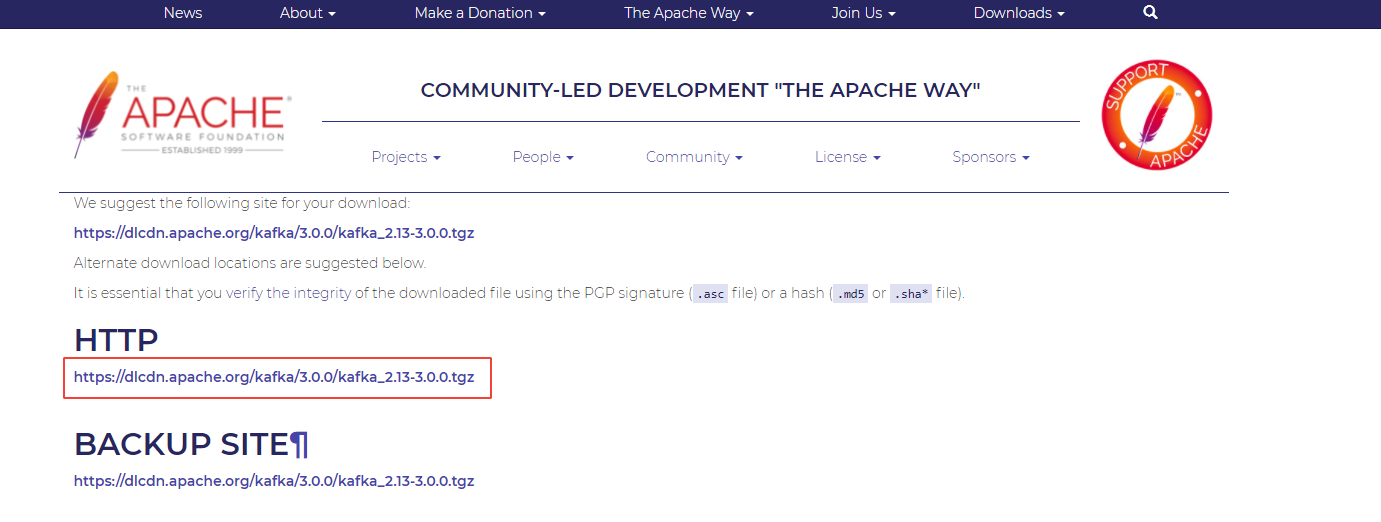 News About Make a Donation The Apache Way Join Us Downloads
THE
APACHE®
SOFTWARE FOUNDATION
ESTABLISHED 1999
COMMUNITY-LED DEVELOPMENT "THE APACHE WAY"
SUPPORT
APACHE
Projects People Community License Sponsors
We suggest the following site for your download:
https://dlcdn.apache.org/kafka/3.0.0/kafka_2.13-3.0.0.tgz
Alternate download locations are suggested below.
It is essential that you verify the integrity of the downloaded file using the PGP signature (.asc file) or a hash (.md5 or .sha* file).
HTTP
https://dlcdn.apache.org/kafka/3.0.0/kafka_2.13-3.0.0.tgz
BACKUP SITE¶
https://dlcdn.apache.org/kafka/3.0.0/kafka_2.13-3.0.0.tgz